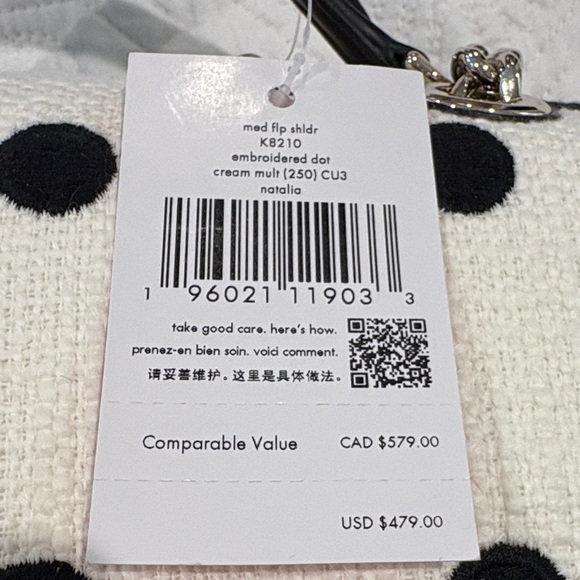 med flp shldr
K8210
embroidered dot
cream mult (250) CU3
natalia
1 96021 11903 3
take good care. here's how.
prenez-en bien soin. voici comment.
请妥善维护。这里是具体做法。
Comparable Value CAD $579.00
USD $479.00